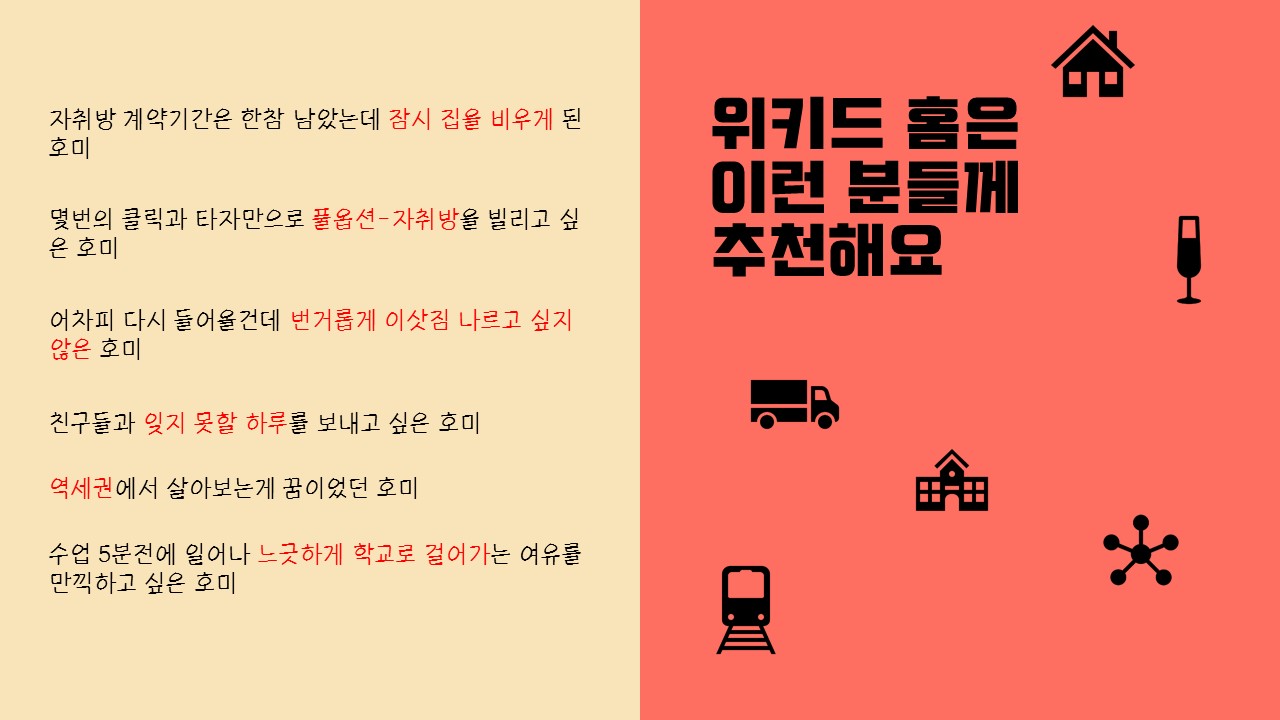 자취방 계약기간은 한참 남았는데 잠시 집을 비우게 된
호미
몇번의 클릭과 타자만으로 풀옵션-자취방을 빌리고 싶
은 호미
어차피 다시 들어올건데 번거롭게 이삿짐 나르고 싶지
않은 호미
친구들과 잊지 못할 하루를 보내고 싶은 호미
역세권에서 살아보는게 꿈이었던 호미
수업 5분전에 일어나 느긋하게 학교로 걸어가는 여유를
만끽하고 싶은 호미
위키드 홈은
이런 분들께
추천해요